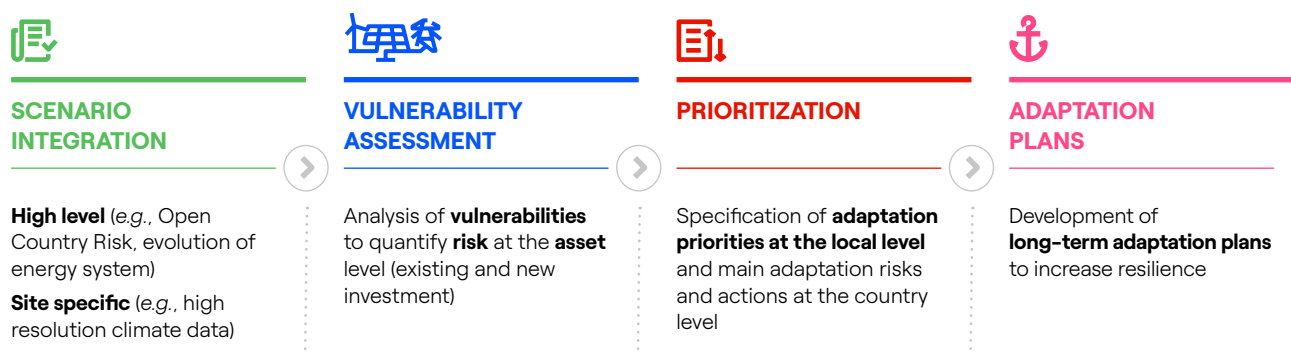 SCENARIO
INTEGRATION
High level (e.g., Open
Country Risk, evolution of
energy system)
Site specific (e.g., high
resolution climate data)
VULNERABILITY
ASSESSMENT
Analysis of vulnerabilities
to quantify risk at the asset
level (existing and new
investment)
PRIORITIZATION
Specification of adaptation
priorities at the local level
and main adaptation risks
and actions at the country
level
ADAPTATION
PLANS
Development of
long-term adaptation plans
to increase resilience